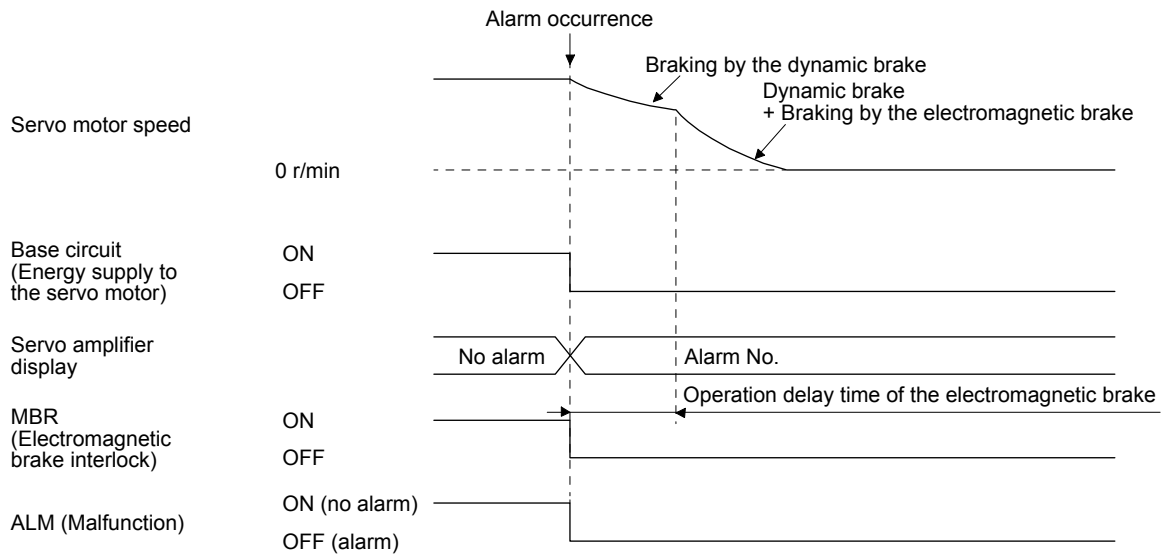 Alarm occurrence
Braking by the dynamic brake
Dynamic brake
+ Braking by the electromagnetic brake
Servo motor speed
0 r/min
Base circuit
(Energy supply to
the servo motor)
ON
OFF
Servo amplifier
display
No alarm
Alarm No.
Operation delay time of the electromagnetic brake
MBR
(Electromagnetic
brake interlock)
ON
OFF
ALM (Malfunction)
ON (no alarm)
OFF (alarm)